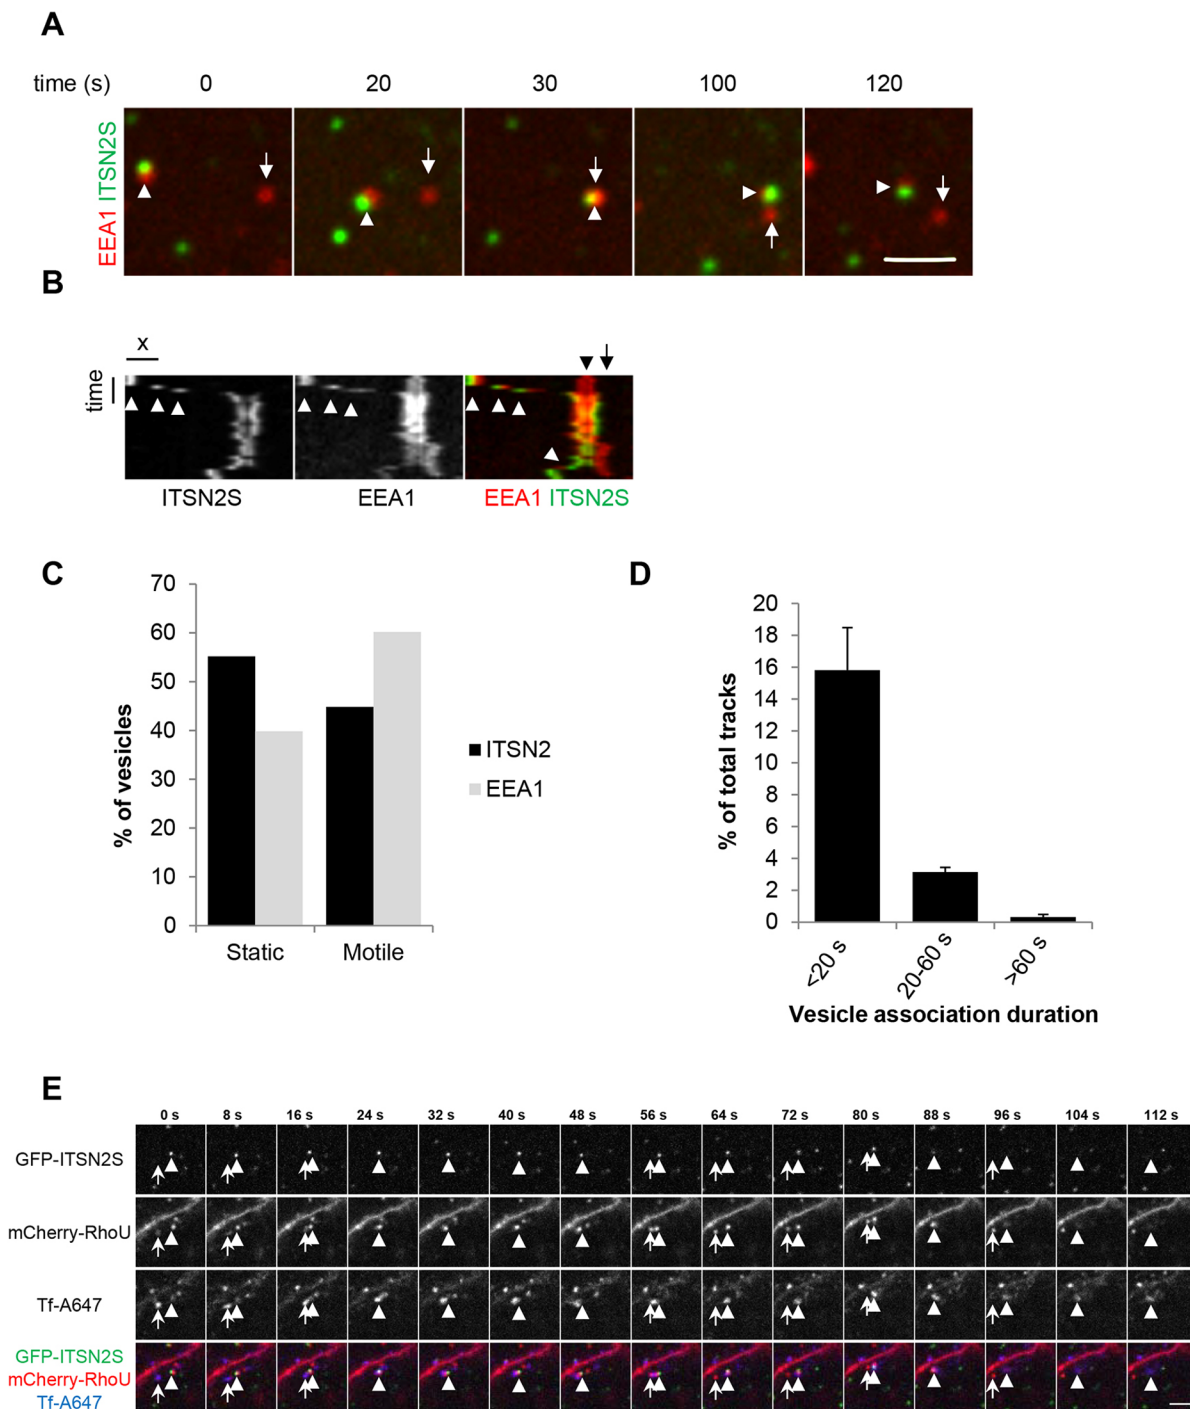 A
time (s) 0 20 30 100 120
EEA1 ITSN2S
B
x
time
ITSN2S EEA1 EEA1 ITSN2S
C
70
60
50
40
30
20
10
0
% of vesicles
Static Motile
ITSN2
EEA1
D
20
18
16
14
12
10
8
6
4
2
0
% of total tracks
<20 s 20-60 s >60 s
Vesicle association duration
E
0 s 8 s 16 s 24 s 32 s 40 s 48 s 56 s 64 s 72 s 80 s 88 s 96 s 104 s 112 s
GFP-ITSN2S
mCherry-RhoU
Tf-A647
GFP-ITSN2S
mCherry-RhoU
Tf-A647